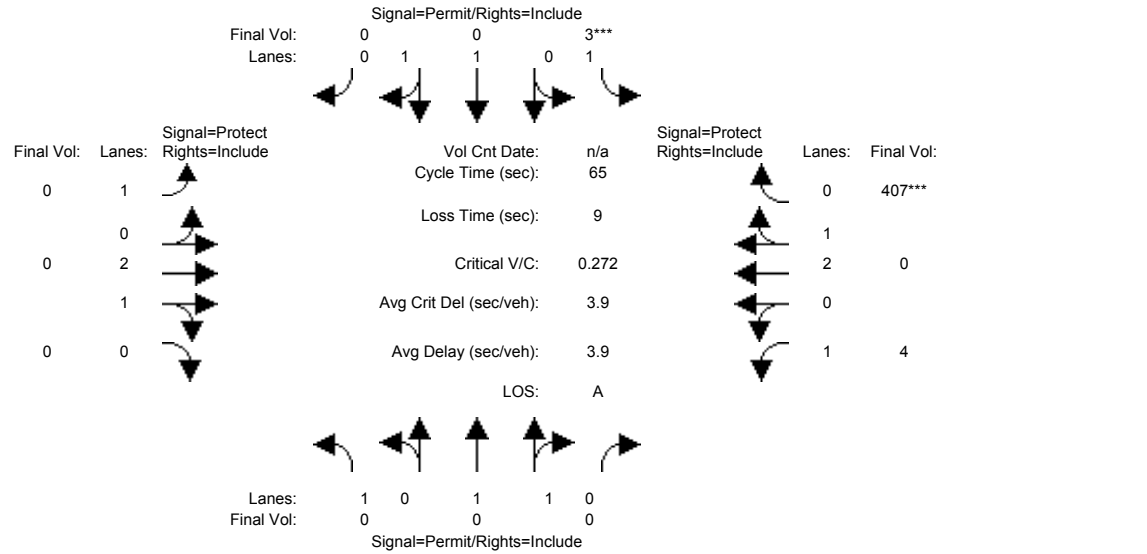 Signal=Permit/Rights=Include
Final Vol: 0 0 3***
Lanes: 0 1 1 0 1
Signal=Protect Signal=Protect
Final Vol: Lanes: Rights=Include Vol Cnt Date: n/a Rights=Include Lanes: Final Vol:
Cycle Time (sec): 65
0 1 0 407***
Loss Time (sec): 9
0 1
0 2 Critical V/C: 0.272 2 0
1 Avg Crit Del (sec/veh): 3.9 0
0 0 Avg Delay (sec/veh): 3.9 1 4
LOS: A
Lanes: 1 0 1 1 0
Final Vol: 0 0 0
Signal=Permit/Rights=Include